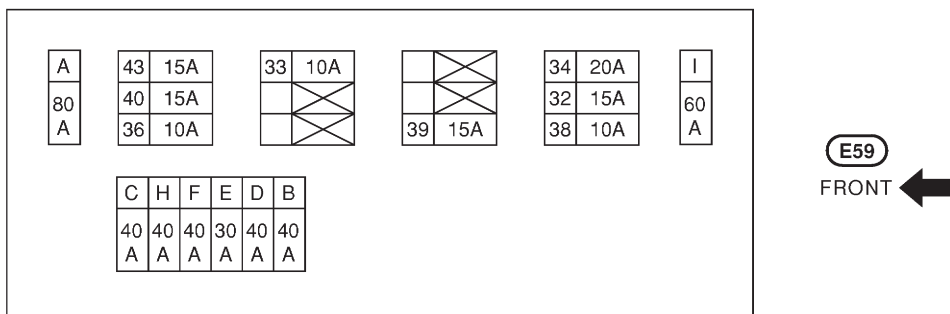 A
80
A
43 15A
40 15A
36 10A
33 10A
39 15A
34 20A
32 15A
38 10A
I
60
A
E59
FRONT
C H F E D B
40 40 40 30 40 40
A A A A A A